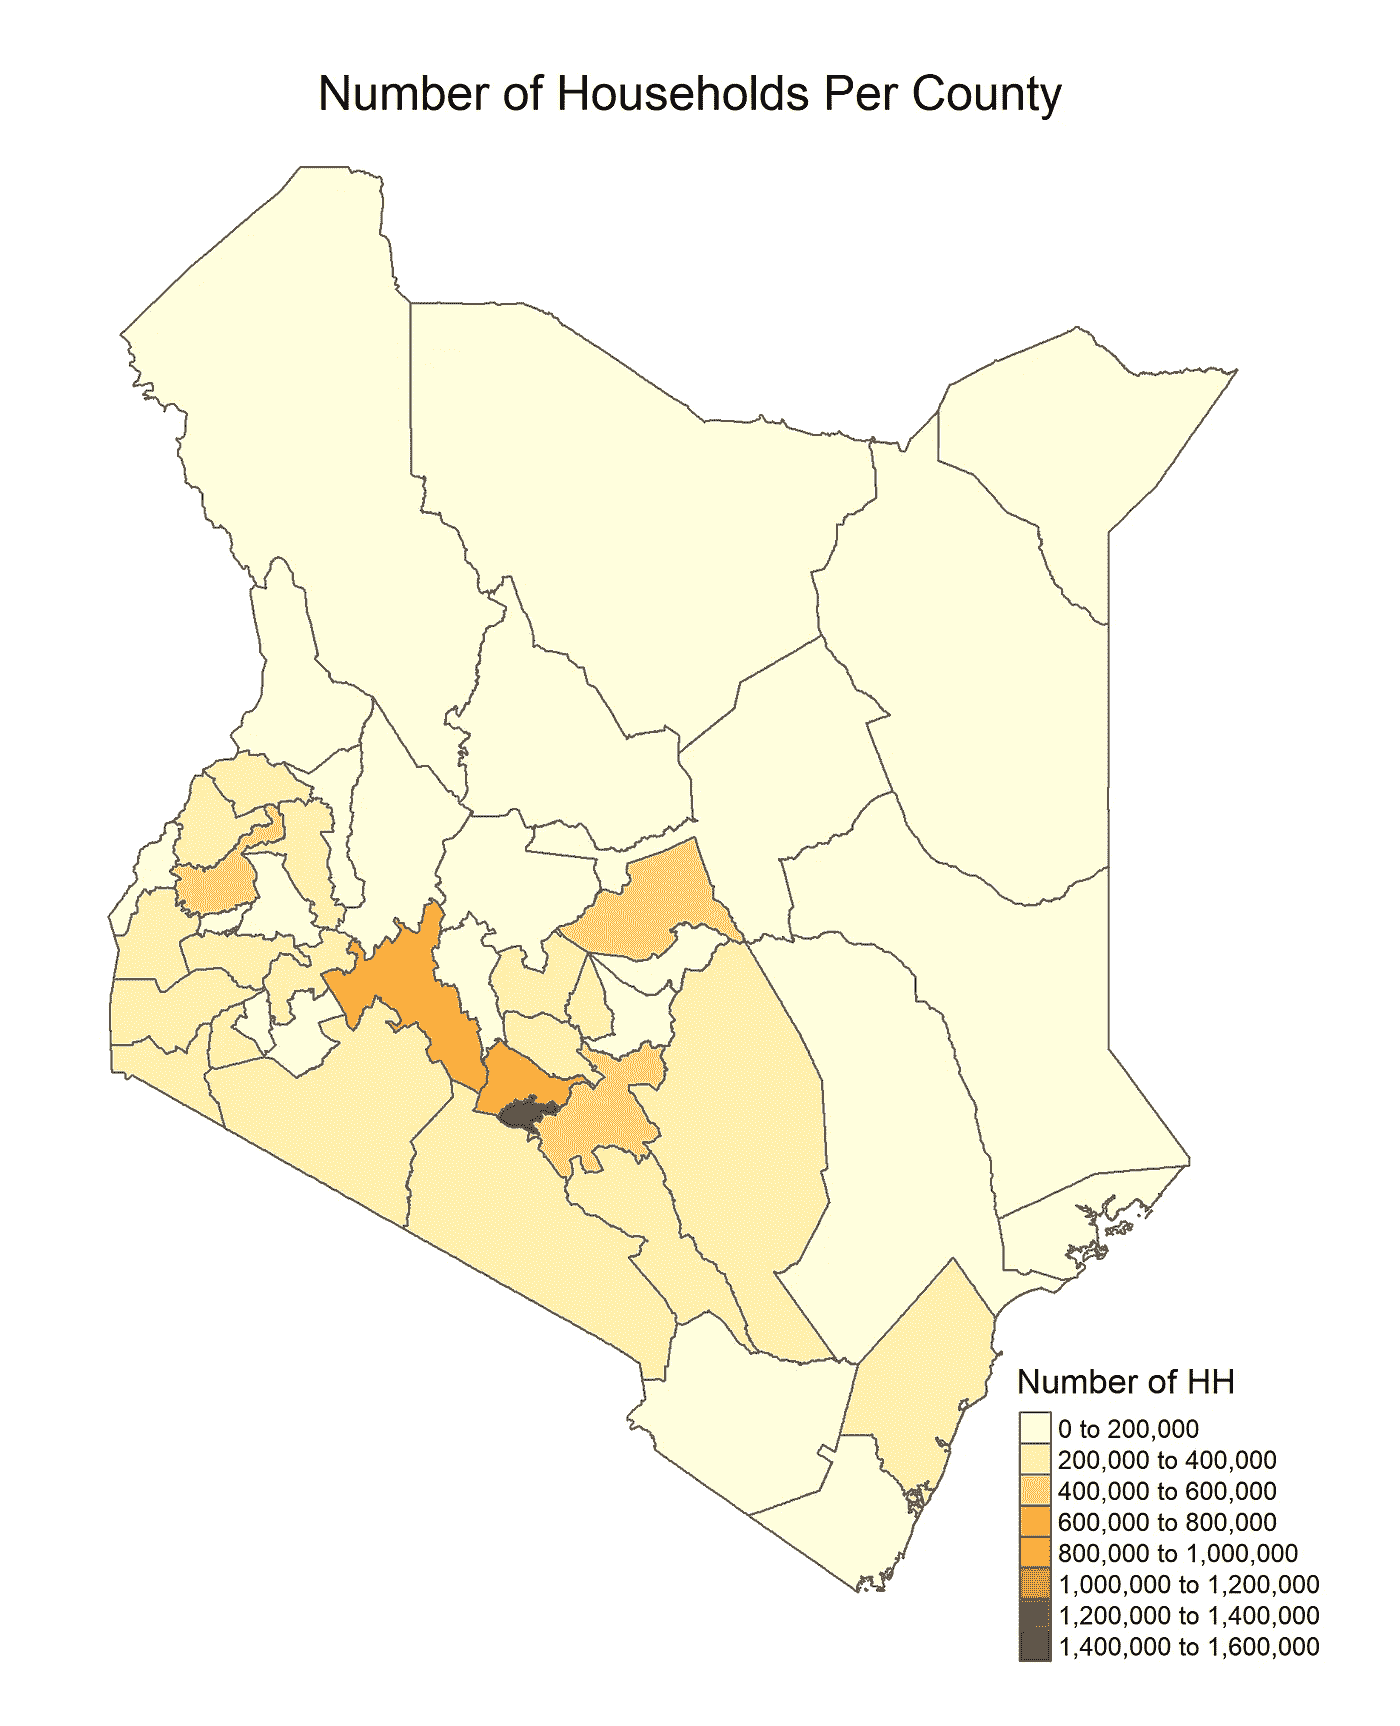 Number of Households Per County
Number of HH
0 to 200,000
200,000 to 400,000
400,000 to 600,000
600,000 to 800,000
800,000 to 1,000,000
1,000,000 to 1,200,000
1,200,000 to 1,400,000
1,400,000 to 1,600,000